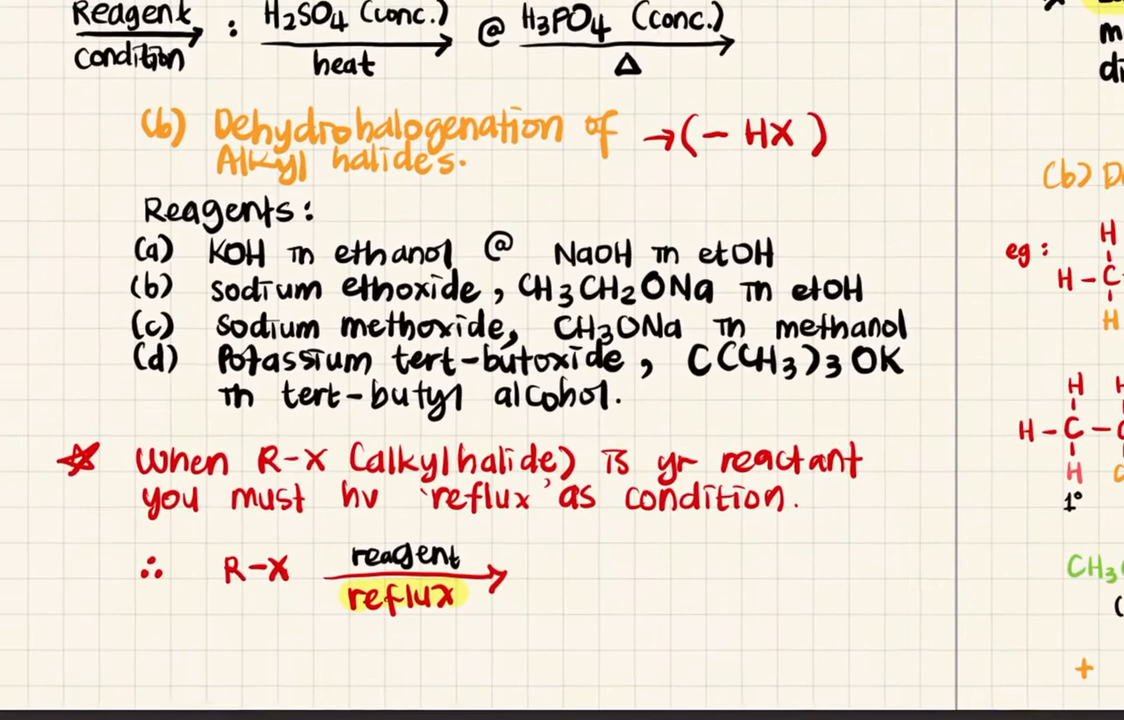 Reagent : H2SO4 (conc.) @ H3PO4 (conc.)
condition heat Δ
(b) Dehydrohalogenation of →(- HX)
Alkyl halides.
Reagents:
(a) KOH in ethanol @ NaOH in etOH
(b) sodium ethoxide, CH3CH2ONa in etOH
(c) sodium methoxide, CH3ONa in methanol
(d) Potassium tert-butoxide, C(CH3)3OK
in tert-butyl alcohol.
☆ When R-X (alkylhalide) is yr reactant
you must hv 'reflux' as condition.
∴ R-X reagent →
reflux
m
di
(b) D
eg: H
H-C
H
H H
H-C-C
H
1°
CH3
(
+